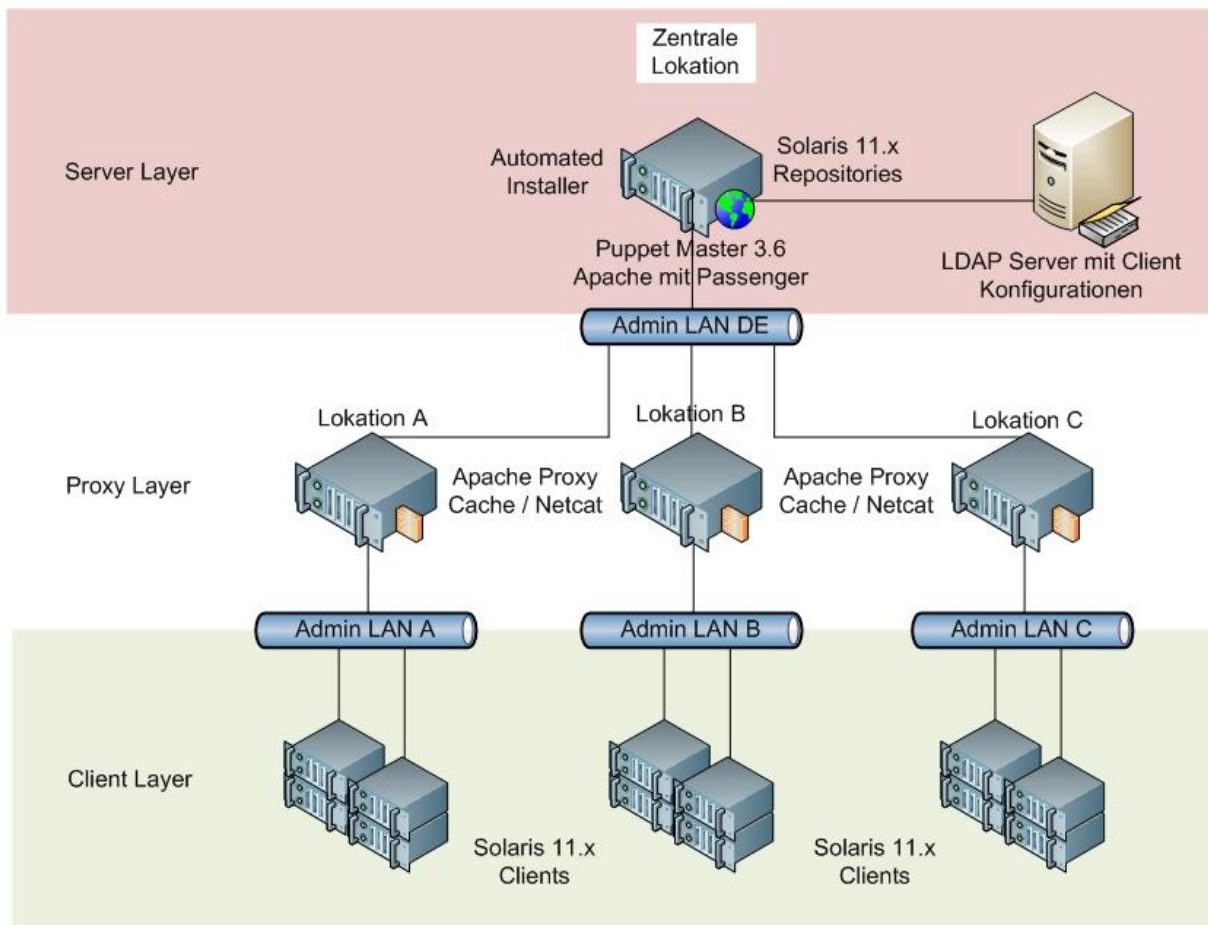 Zentrale
Lokation
Server Layer
Automated
Installer
Solaris 11.x
Repositories
Puppet Master 3.6
Apache mit Passenger
LDAP Server mit Client
Konfigurationen
Admin LAN DE
Lokation A
Lokation B
Lokation C
Proxy Layer
Apache Proxy
Cache / Netcat
Apache Proxy
Cache / Netcat
Admin LAN A
Admin LAN B
Admin LAN C
Client Layer
Solaris 11.x
Clients
Solaris 11.x
Clients